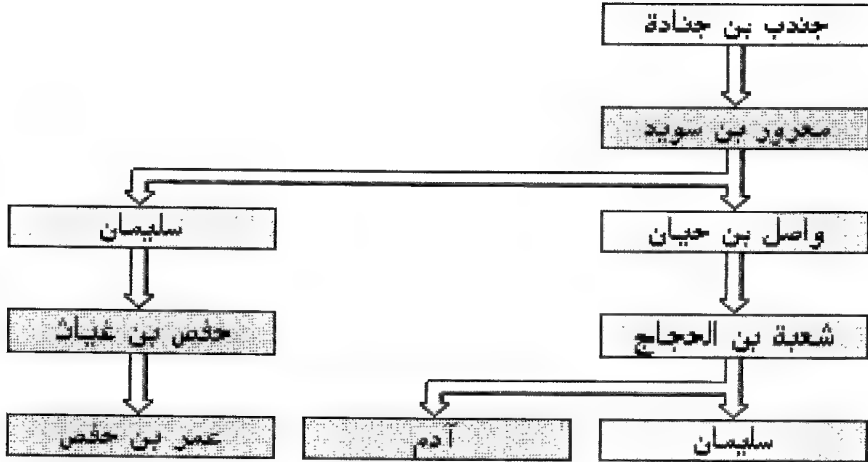 جندب بن جنادة
معرور بن سويد
واصل بن حيان
سليمان
شعبة بن الحجاج
حفص بن غياث
سليمان
آدم
عمر بن حفص